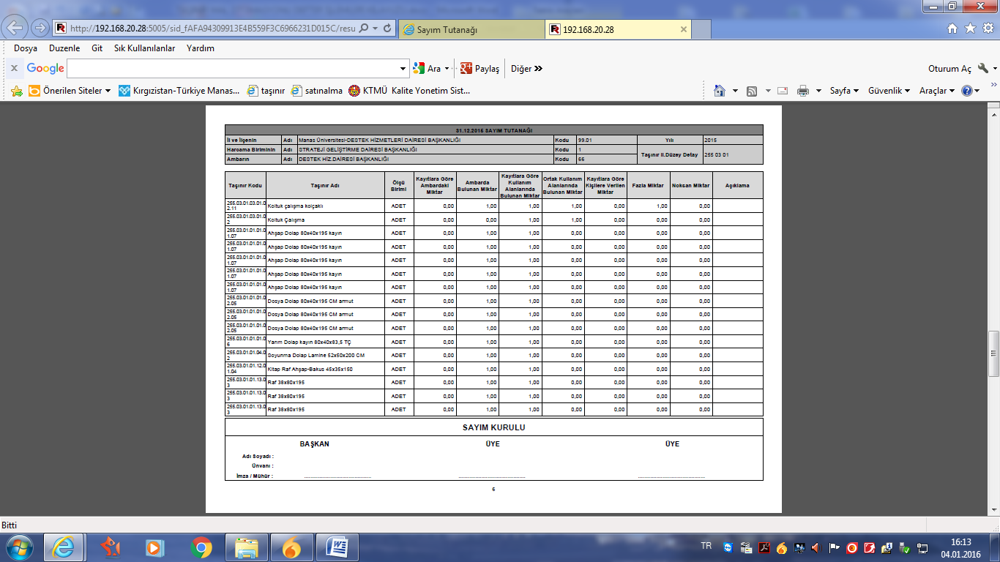 http://192.168.20.28:5005/sid_fAFA94309913E4B559F3C6966231D015C/resu
Sayım Tutanağı
192.168.20.28
Dosya Duzenle Git Sık Kullanılanlar Yardım
x Google Ara Paylaş Diğer »
Oturum Aç
Önerilen Siteler Kırgızistan-Türkiye Manas... taşınır satınalma KTMÜ Kalite Yonetim Sist...
Sayfa Güvenlik Araçlar
31.12.2015 SAYIM TUTANAĞI
İl ve İlçenin Adı Manas Üniversitesi-DESTEK HİZMETLERİ DAİRESİ BAŞKANLIĞI Kodu 99.01 Yılı 2015
Harcama Biriminin Adı STRATEJİ GELİŞTİRME DAİRESİ BAŞKANLIĞI Kodu 1 Taşınır II.Düzey Detay 255 03 01
Ambarın Adı DESTEK HİZ.DAİRESİ BAŞKANLIĞI Kodu 66
Taşınır Kodu Taşınır Adı Ölçü Birimi Kayıtlara Göre Ambardaki Miktar Ambarda Bulunan Miktar Kayıtlara Göre Kullanım Alanlarında Bulunan Miktar Ortak Kullanım Alanlarında Bulunan Miktar Kayıtlara Göre Kişilere Verilen Miktar Fazla Miktar Noksan Miktar Açıklama
255.03.01.03.01.02.11 Koltuk çalışma kolçaklı ADET 0,00 1,00 1,00 1,00 0,00 1,00 0,00
255.03.01.03.01.02 Koltuk Çalışma ADET 0,00 0,00 1,00 1,00 0,00 0,00 0,00
255.03.01.01.01.01.07 Ahşap Dolap 80x40x195 kayın ADET 0,00 1,00 1,00 0,00 0,00 0,00 0,00
255.03.01.01.01.01.07 Ahşap Dolap 80x40x195 kayın ADET 0,00 1,00 1,00 0,00 0,00 0,00 0,00
255.03.01.01.01.01.07 Ahşap Dolap 80x40x195 kayın ADET 0,00 1,00 1,00 0,00 0,00 0,00 0,00
255.03.01.01.01.01.07 Ahşap Dolap 80x40x195 kayın ADET 0,00 1,00 1,00 0,00 0,00 0,00 0,00
255.03.01.01.01.01.07 Ahşap Dolap 80x40x195 kayın ADET 0,00 1,00 1,00 0,00 0,00 0,00 0,00
255.03.01.01.01.02.05 Dosya Dolap 80x40x195 CM armut ADET 0,00 1,00 1,00 0,00 0,00 0,00 0,00
255.03.01.01.01.02.05 Dosya Dolap 80x40x195 CM armut ADET 0,00 1,00 1,00 0,00 0,00 0,00 0,00
255.03.01.01.01.02.05 Dosya Dolap 80x40x195 CM armut ADET 0,00 1,00 1,00 0,00 0,00 0,00 0,00
255.03.01.01.01.06 Yarım Dolap kayın 80x40x83,5 TÇ ADET 0,00 1,00 1,00 0,00 0,00 0,00 0,00
255.03.01.01.04.02 Soyunma Dolap Lamine 52x50x200 CM ADET 0,00 1,00 1,00 0,00 0,00 0,00 0,00
255.03.01.01.12.01.04 Kitap Raf Ahşap-Bakus 45x35x150 ADET 0,00 1,00 1,00 0,00 0,00 0,00 0,00
255.03.01.01.13.03 Raf 38x80x195 ADET 0,00 1,00 1,00 0,00 0,00 0,00 0,00
255.03.01.01.13.03 Raf 38x80x195 ADET 0,00 1,00 1,00 0,00 0,00 0,00 0,00
255.03.01.01.13.03 Raf 38x80x195 ADET 0,00 1,00 1,00 0,00 0,00 0,00 0,00
SAYIM KURULU
BAŞKAN ÜYE ÜYE
Adı Soyadı :
Ünvanı :
İmza / Mühür : ............................................ ............................................ ............................................
6
Bitti
TR 16:13
04.01.2016